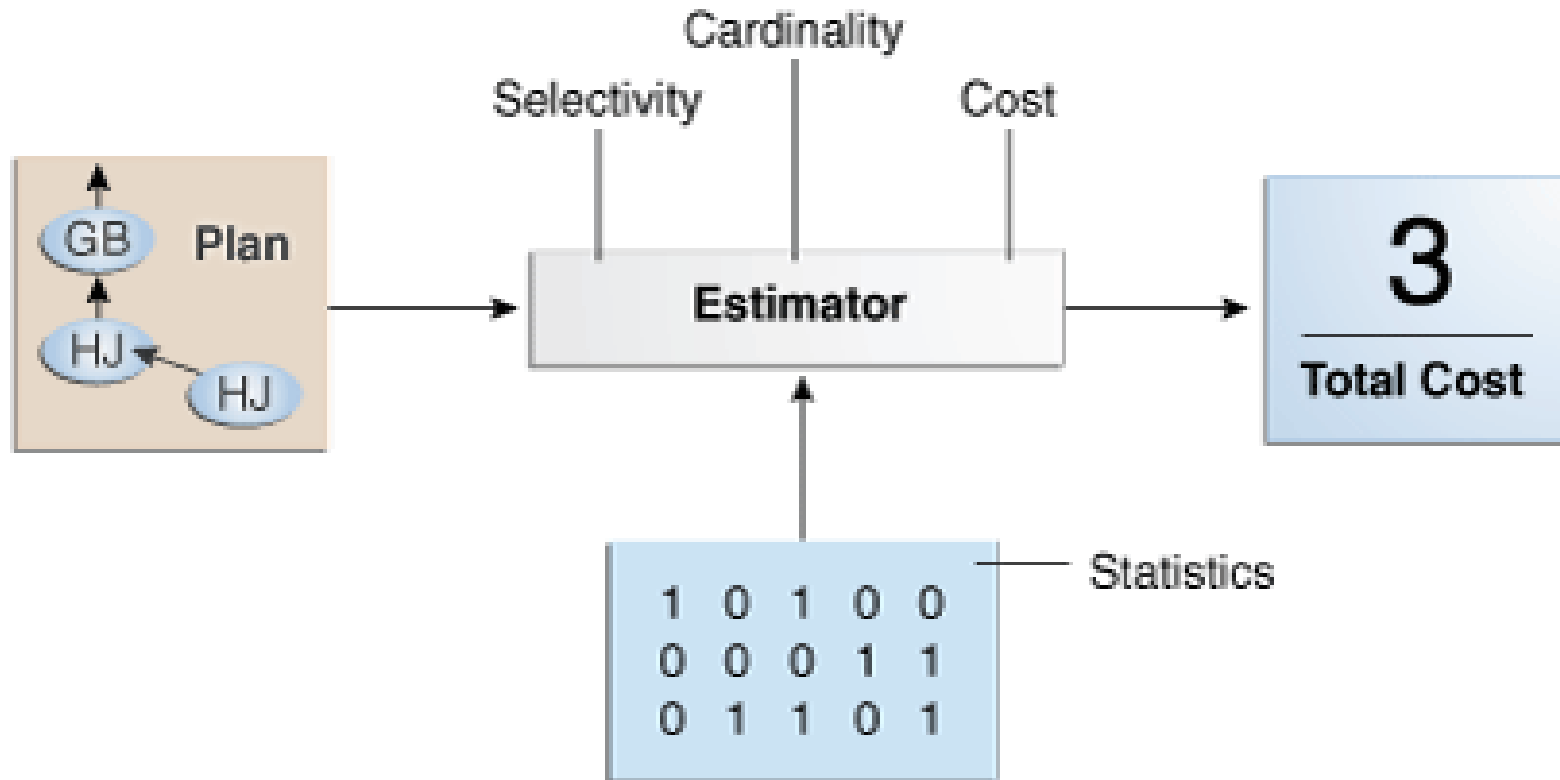 Cardinality
Selectivity
Cost
GB
Plan
HJ
HJ
Estimator
3
Total Cost
Statistics
1 0 1 0 0
0 0 0 1 1
0 1 1 0 1